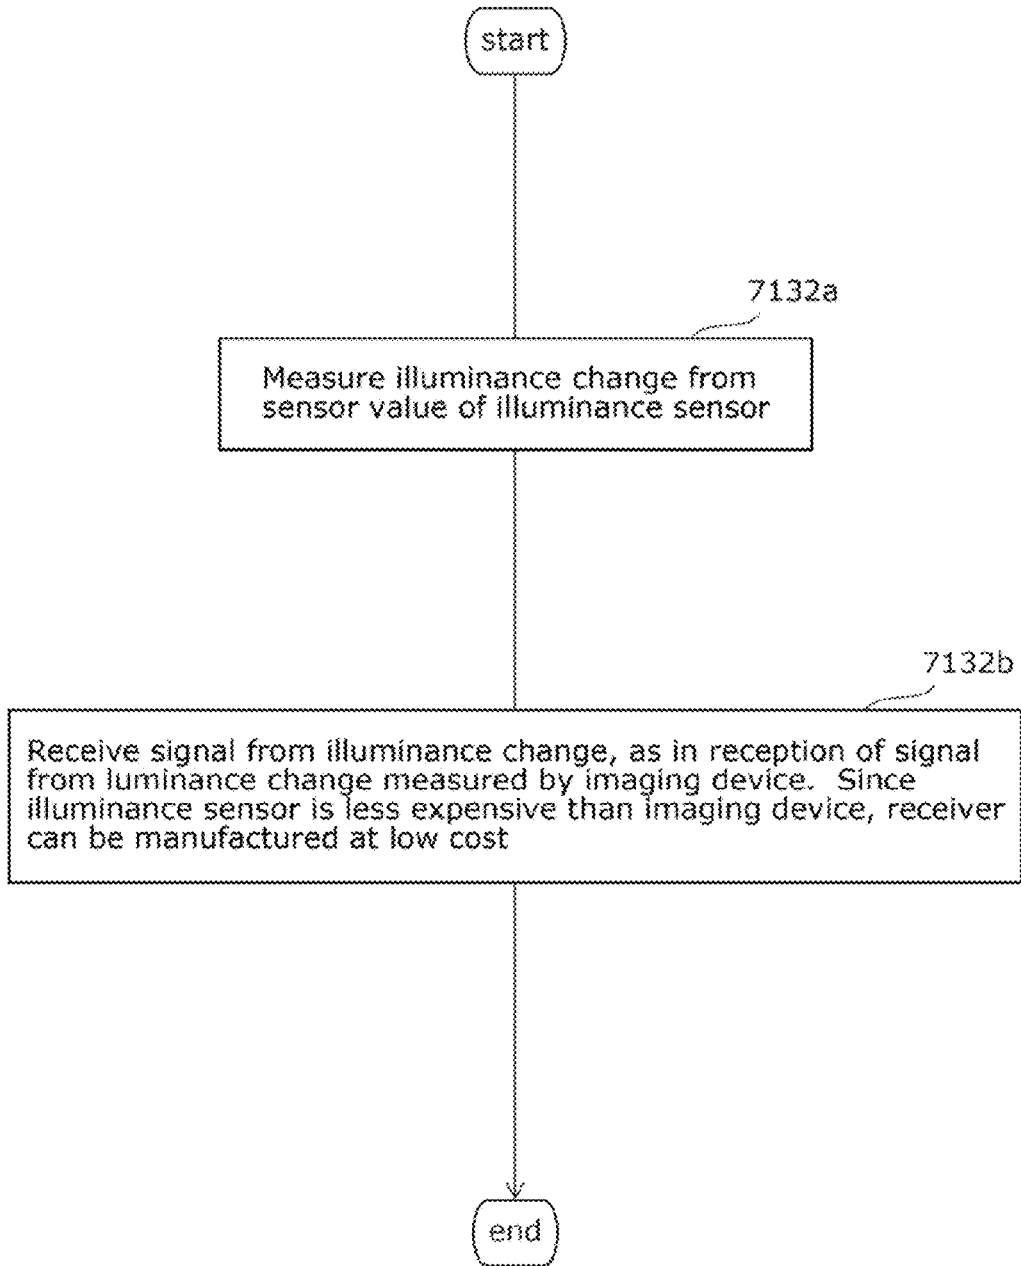 start
7132a
Measure illuminance change from
sensor value of illuminance sensor
7132b
Receive signal from illuminance change, as in reception of signal
from luminance change measured by imaging device.  Since
illuminance sensor is less expensive than imaging device, receiver
can be manufactured at low cost
end